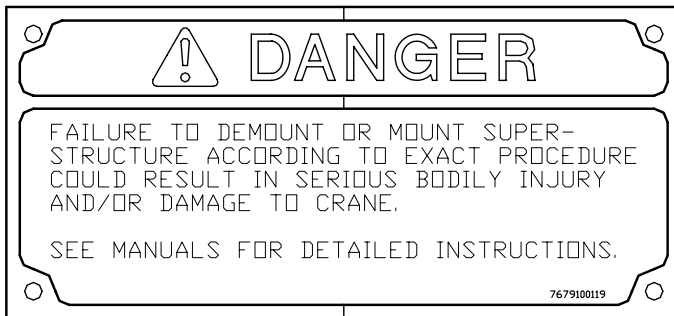 DANGER
FAILURE TO DEMOUNT OR MOUNT SUPER-
STRUCTURE ACCORDING TO EXACT PROCEDURE
COULD RESULT IN SERIOUS BODILY INJURY
AND/OR DAMAGE TO CRANE.
SEE MANUALS FOR DETAILED INSTRUCTIONS.
7679100119